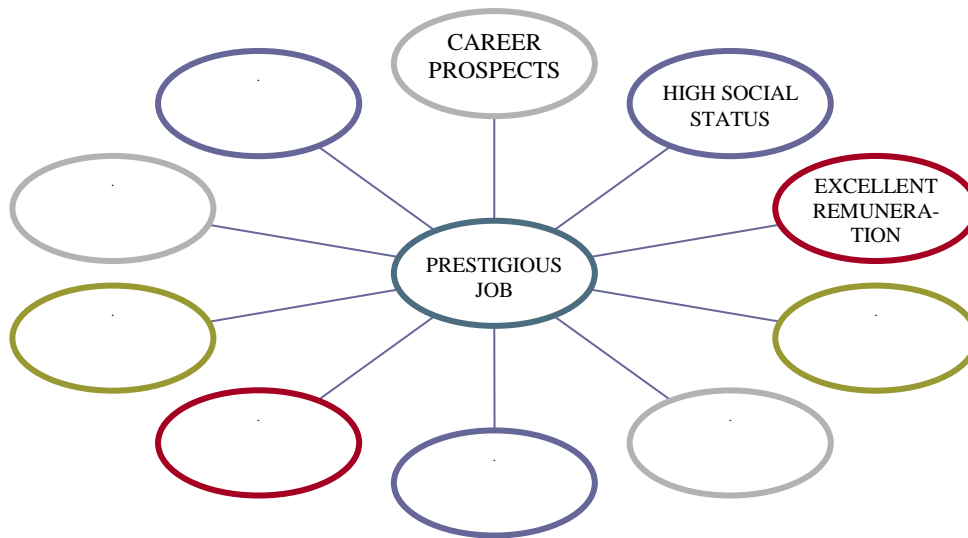 CAREER
PROSPECTS
HIGH SOCIAL
STATUS
EXCELLENT
REMUNERA-
TION
PRESTIGIOUS
JOB
.
.
.
.
.
.
.